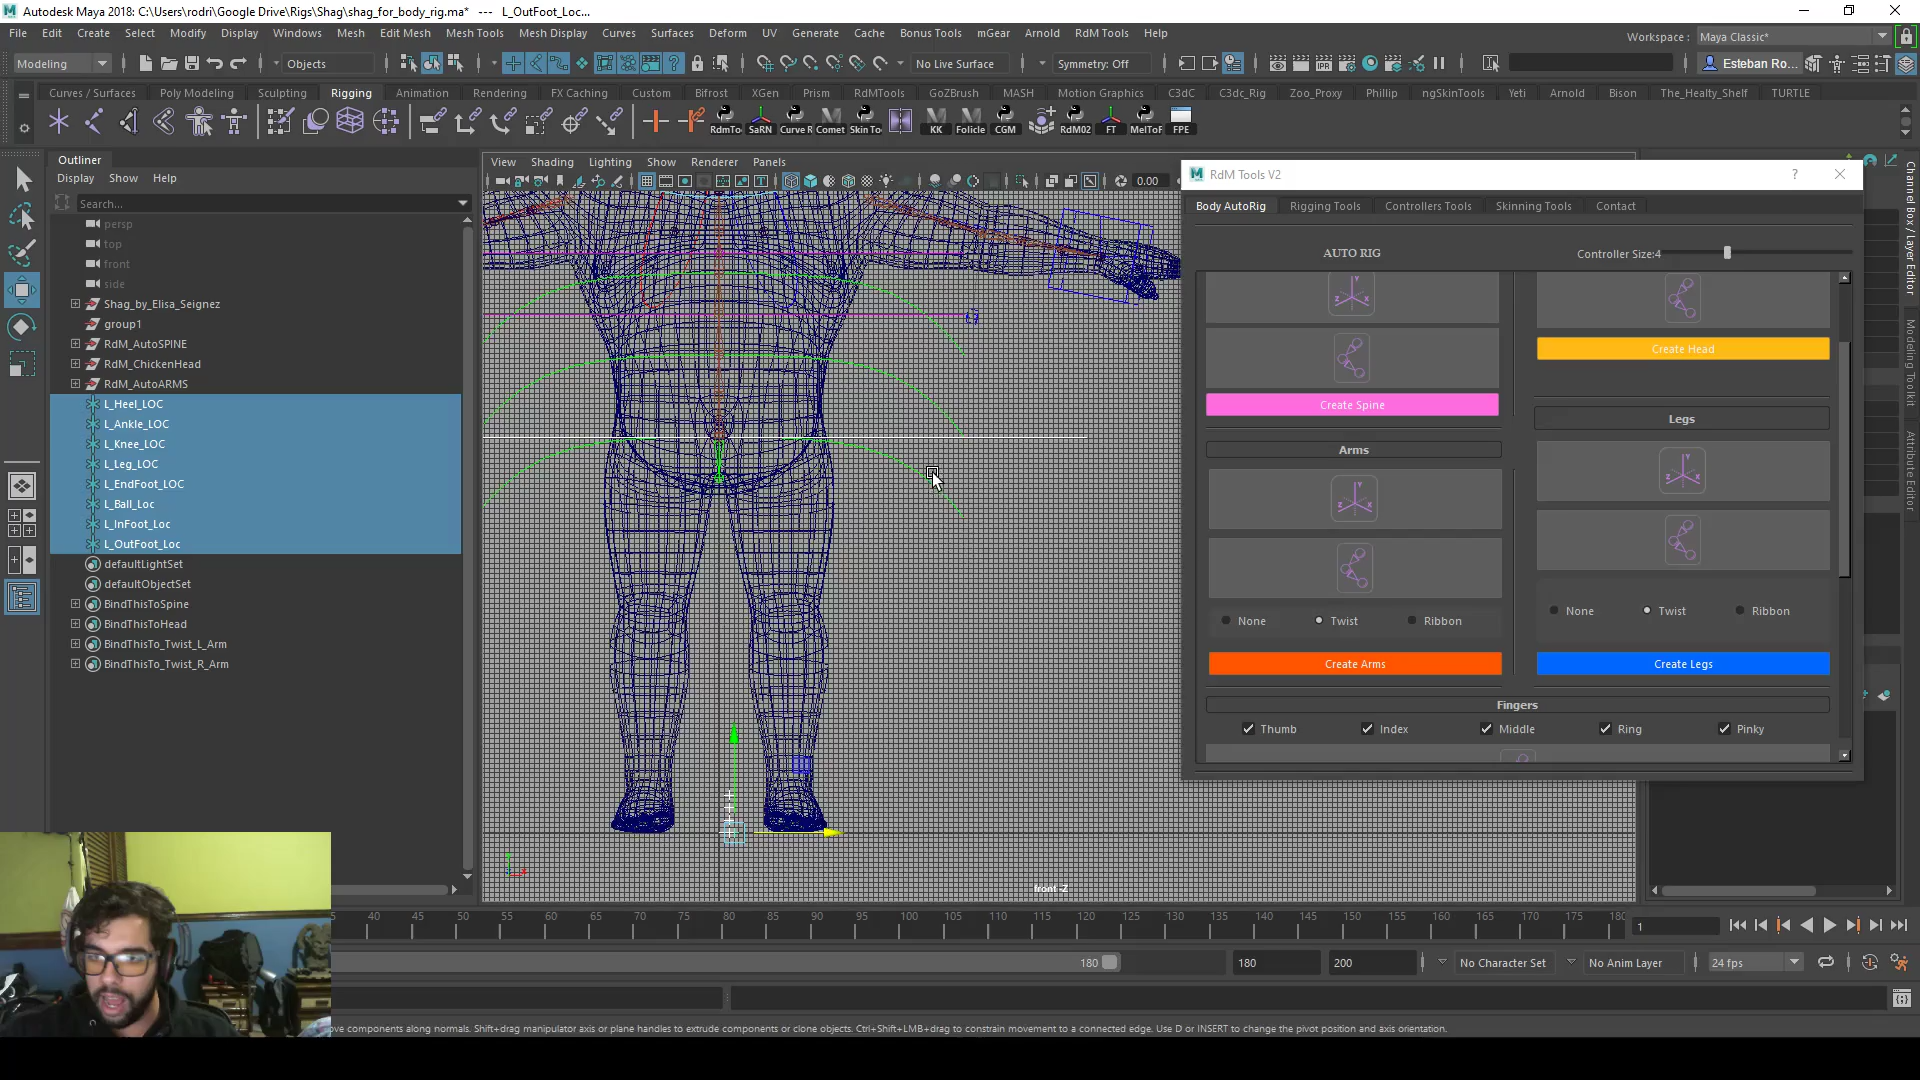 Autodesk Maya 2018: C:\Users\rodri\Google Drive\Rigs\Shag\shag_for_body_rig.ma* --- L_OutFoot_Loc...
File Edit Create Select Modify Display Windows Mesh Edit Mesh Mesh Tools Mesh Display Curves Surfaces Deform UV Generate Cache Bonus Tools mGear Arnold RdM Tools Help
Workspace : Maya Classic*
Modeling Objects No Live Surface Symmetry: Off Esteban Ro...
Curves / Surfaces Poly Modeling Sculpting Rigging Animation Rendering FX Caching Custom Bifrost XGen Prism RdMTools GoZBrush MASH Motion Graphics C3dC C3dc_Rig Zoo_Proxy Phillip ngSkinTools Yeti Arnold Bison The_Healty_Shelf TURTLE
RdmTo SaRN Curve R Comet Skin To KK Folicle CGM RdM02 FT MelToF FPE
Outliner
Display Show Help
Search...
persp
top
front
side
Shag_by_Elisa_Seignez
group1
RdM_AutoSPINE
RdM_ChickenHead
RdM_AutoARMS
L_Heel_LOC
L_Ankle_LOC
L_Knee_LOC
L_Leg_LOC
L_EndFoot_LOC
L_Ball_Loc
L_InFoot_Loc
L_OutFoot_Loc
defaultLightSet
defaultObjectSet
BindThisToSpine
BindThisToHead
BindThisTo_Twist_L_Arm
BindThisTo_Twist_R_Arm
View Shading Lighting Show Renderer Panels
0.00
front -Z
RdM Tools V2
Body AutoRig Rigging Tools Controllers Tools Skinning Tools Contact
AUTO RIG Controller Size:4
Create Head
Create Spine
Legs
Arms
None Twist Ribbon
None Twist Ribbon
Create Arms Create Legs
Fingers
Thumb Index Middle Ring Pinky
Channel Box / Layer Editor
Modeling Toolkit
Attribute Editor
40 45 50 55 60 65 70 75 80 85 90 95 100 105 110 115 120 125 130 135 140 145 150 155 160 165 170 175 180
1
180 180 200 No Character Set No Anim Layer 24 fps
ove components along normals. Shift+drag manipulator axis or plane handles to extrude components or clone objects. Ctrl+Shift+LMB+drag to constrain movement to a connected edge. Use D or INSERT to change the pivot position and axis orientation.